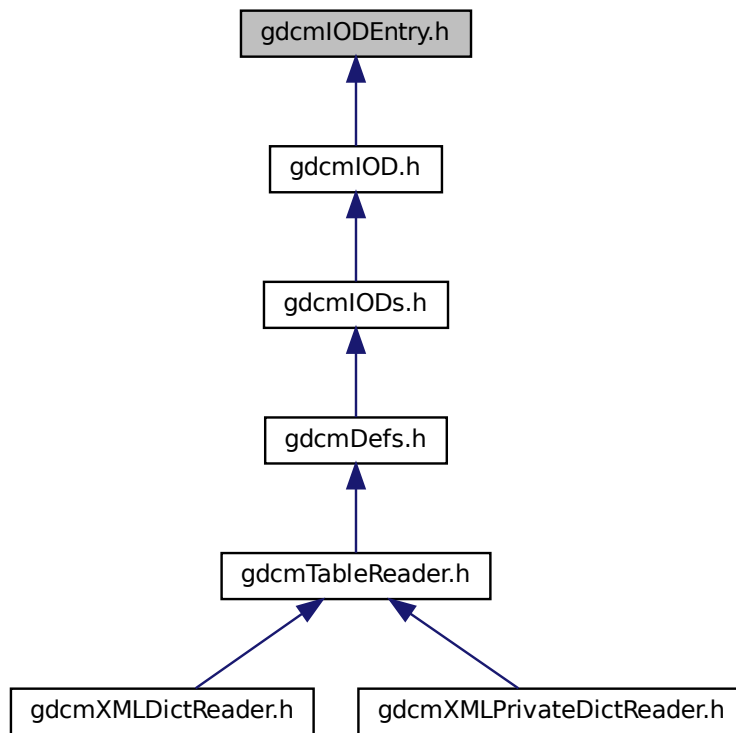 gdcmIODEntry.h
gdcmIOD.h
gdcmIODs.h
gdcmDefs.h
gdcmTableReader.h
gdcmXMLDictReader.h
gdcmXMLPrivateDictReader.h